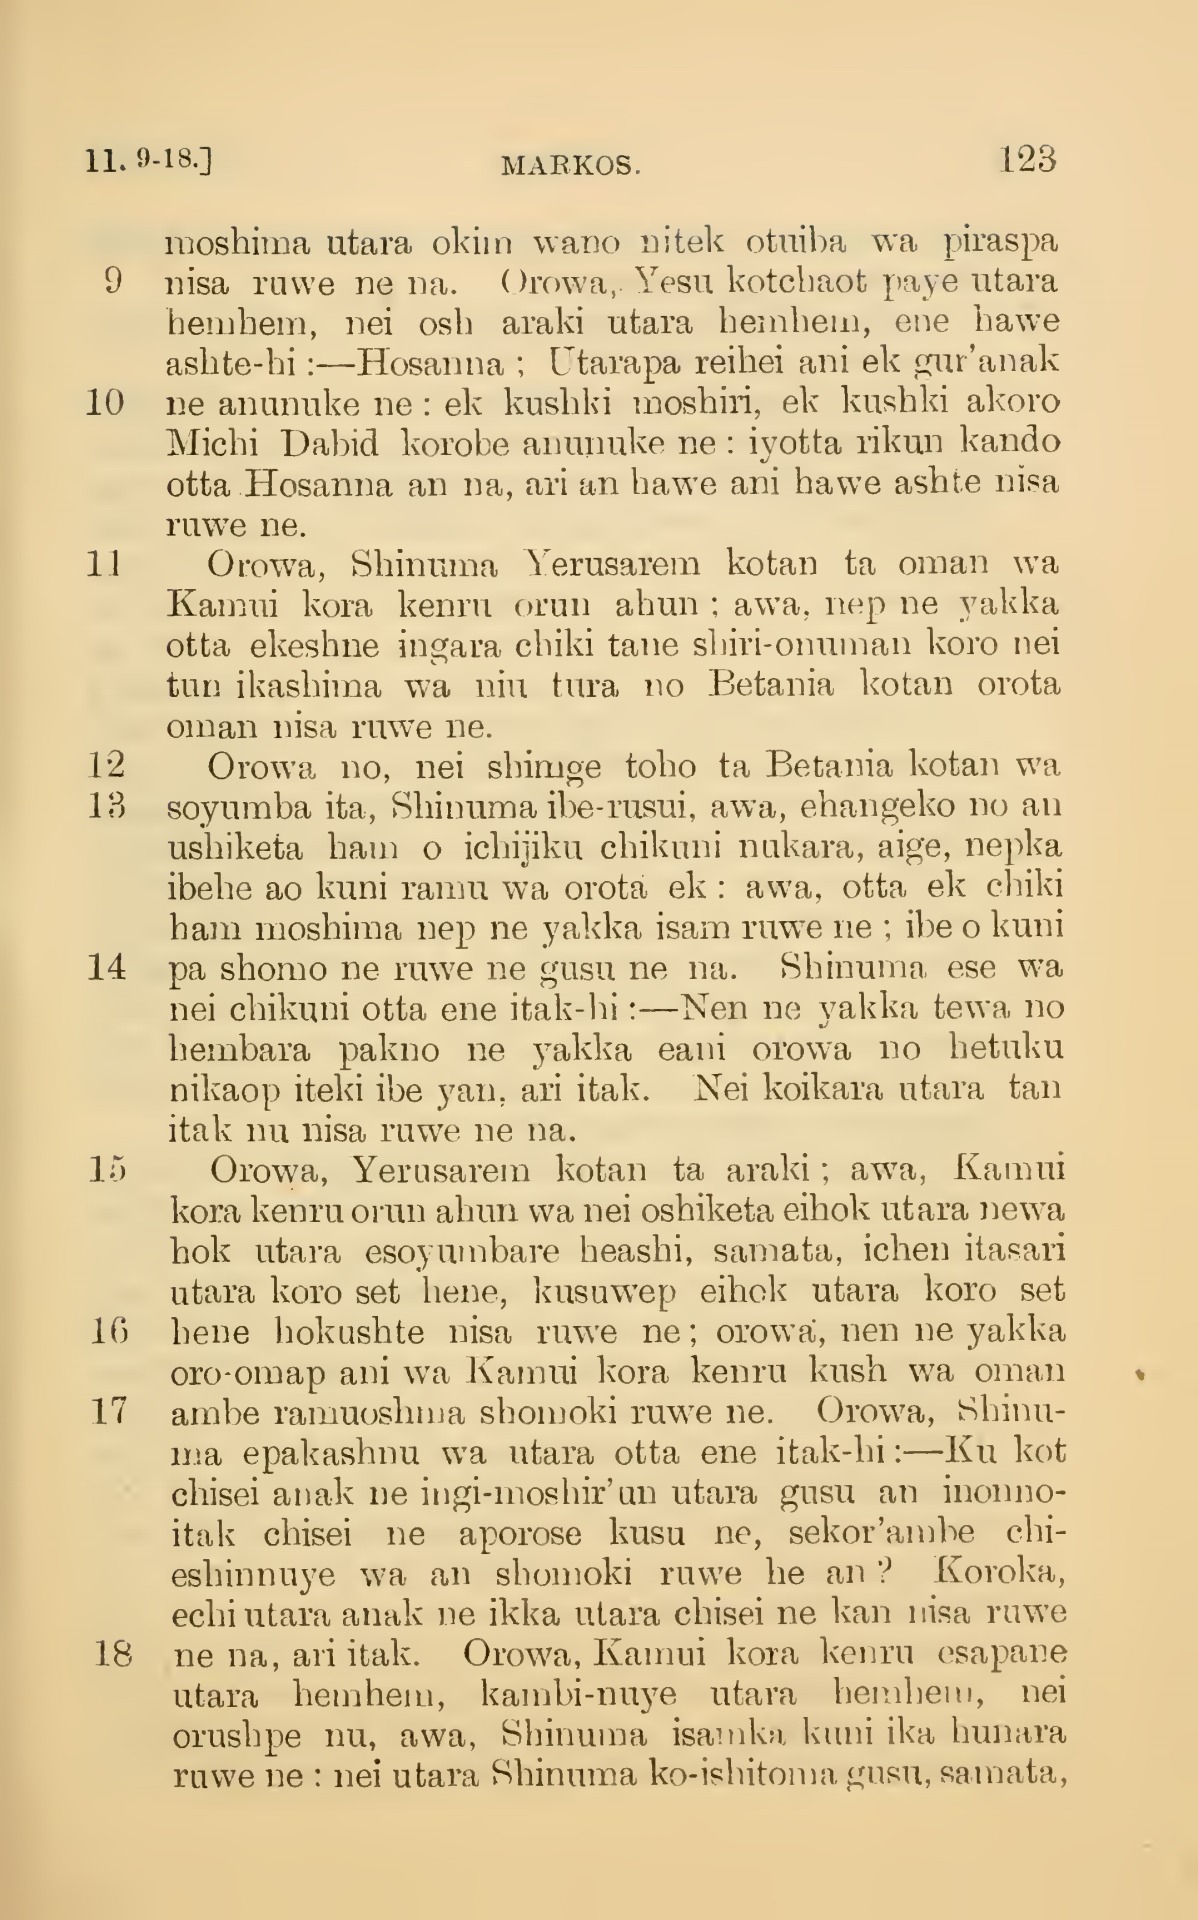 11. 9-18.] MARKOS. 123
moshima utara okim wano nitek otuiba wa piraspa
9 nisa ruwe ne na. Orowa, Yesu kotchaot paye utara
hemhem, nei osh araki utara hemhem, ene hawe
ashte-hi :—Hosanna ; Utarapa reihei ani ek gur'anak
10 ne anunuke ne : ek kushki moshiri, ek kushki akoro
Michi Dabid korobe anunuke ne : iyotta rikun kando
otta Hosanna an na, ari an hawe ani hawe ashte nisa
ruwe ne.
11 Orowa, Shinuma Yerusarem kotan ta oman wa
Kamui kora kenru orun ahun ; awa, nep ne yakka
otta ekeshne ingara chiki tane shiri-onuman koro nei
tun ikashima wa niu tura no Betania kotan orota
oman nisa ruwe ne.
12 Orowa no, nei shimge toho ta Betania kotan wa
13 soyumba ita, Shinuma ibe-rusui, awa, ehangeko no an
ushiketa ham o ichijiku chikuni nukara, aige, nepka
ibehe ao kuni ramu wa orota ek : awa, otta ek chiki
ham moshima nep ne yakka isam ruwe ne ; ibe o kuni
14 pa shomo ne ruwe ne gusu ne na. Shinuma ese wa
nei chikuni otta ene itak-hi :—Nen ne yakka tewa no
hembara pakno ne yakka eani orowa no hetuku
nikaop iteki ibe yan, ari itak. Nei koikara utara tan
itak nu nisa ruwe ne na.
15 Orowa, Yerusarem kotan ta araki ; awa, Kamui
kora kenru orun ahun wa nei oshiketa eihok utara newa
hok utara esoyumbare heashi, samata, ichen itasari
utara koro set hene, kusuwep eihok utara koro set
16 hene hokushte nisa ruwe ne ; orowa, nen ne yakka
oro-omap ani wa Kamui kora kenru kush wa oman
17 ambe ramuoshma shomoki ruwe ne. Orowa, Shinu-
ma epakashnu wa utara otta ene itak-hi :—Ku kot
chisei anak ne ingi-moshir'un utara gusu an inonno-
itak chisei ne aporose kusu ne, sekor'ambe chi-
eshinnuye wa an shomoki ruwe he an ? Koroka,
echi utara anak ne ikka utara chisei ne kan nisa ruwe
18 ne na, ari itak. Orowa, Kamui kora kenru esapane
utara hemhem, kambi-nuye utara hemhem, nei
orushpe nu, awa, Shinuma isamka kuni ika hunara
ruwe ne : nei utara Shinuma ko-ishitoma gusu, samata,